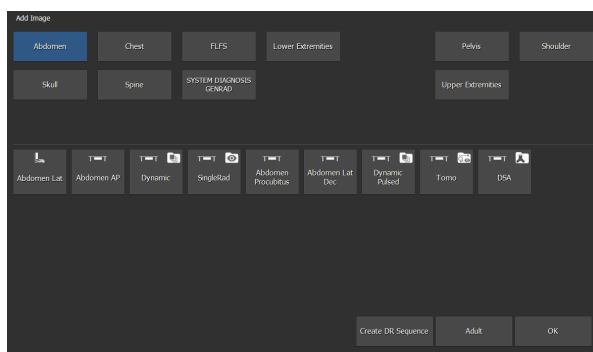 Add Image
Abdomen Chest FLFS Lower Extremities Pelvis Shoulder
Skull Spine SYSTEM DIAGNOSIS GENRAD Upper Extremities
Abdomen Lat Abdomen AP Dynamic SingleRad Abdomen Procubitus Abdomen Lat Dec Dynamic Pulsed Tomo DSA
Create DR Sequence Adult OK